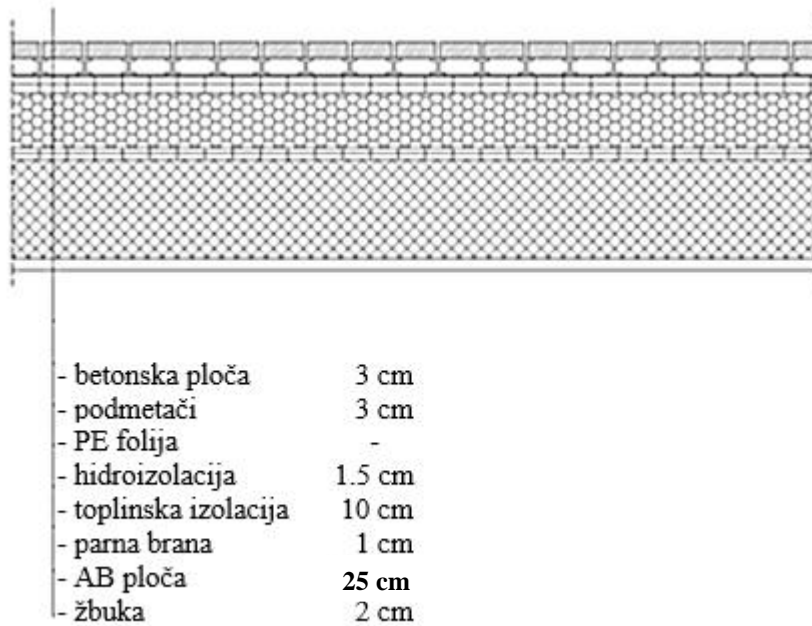 - betonska ploča 3 cm
- podmetači 3 cm
- PE folija -
- hidroizolacija 1.5 cm
- toplinska izolacija 10 cm
- parna brana 1 cm
- AB ploča 25 cm
- žbuka 2 cm